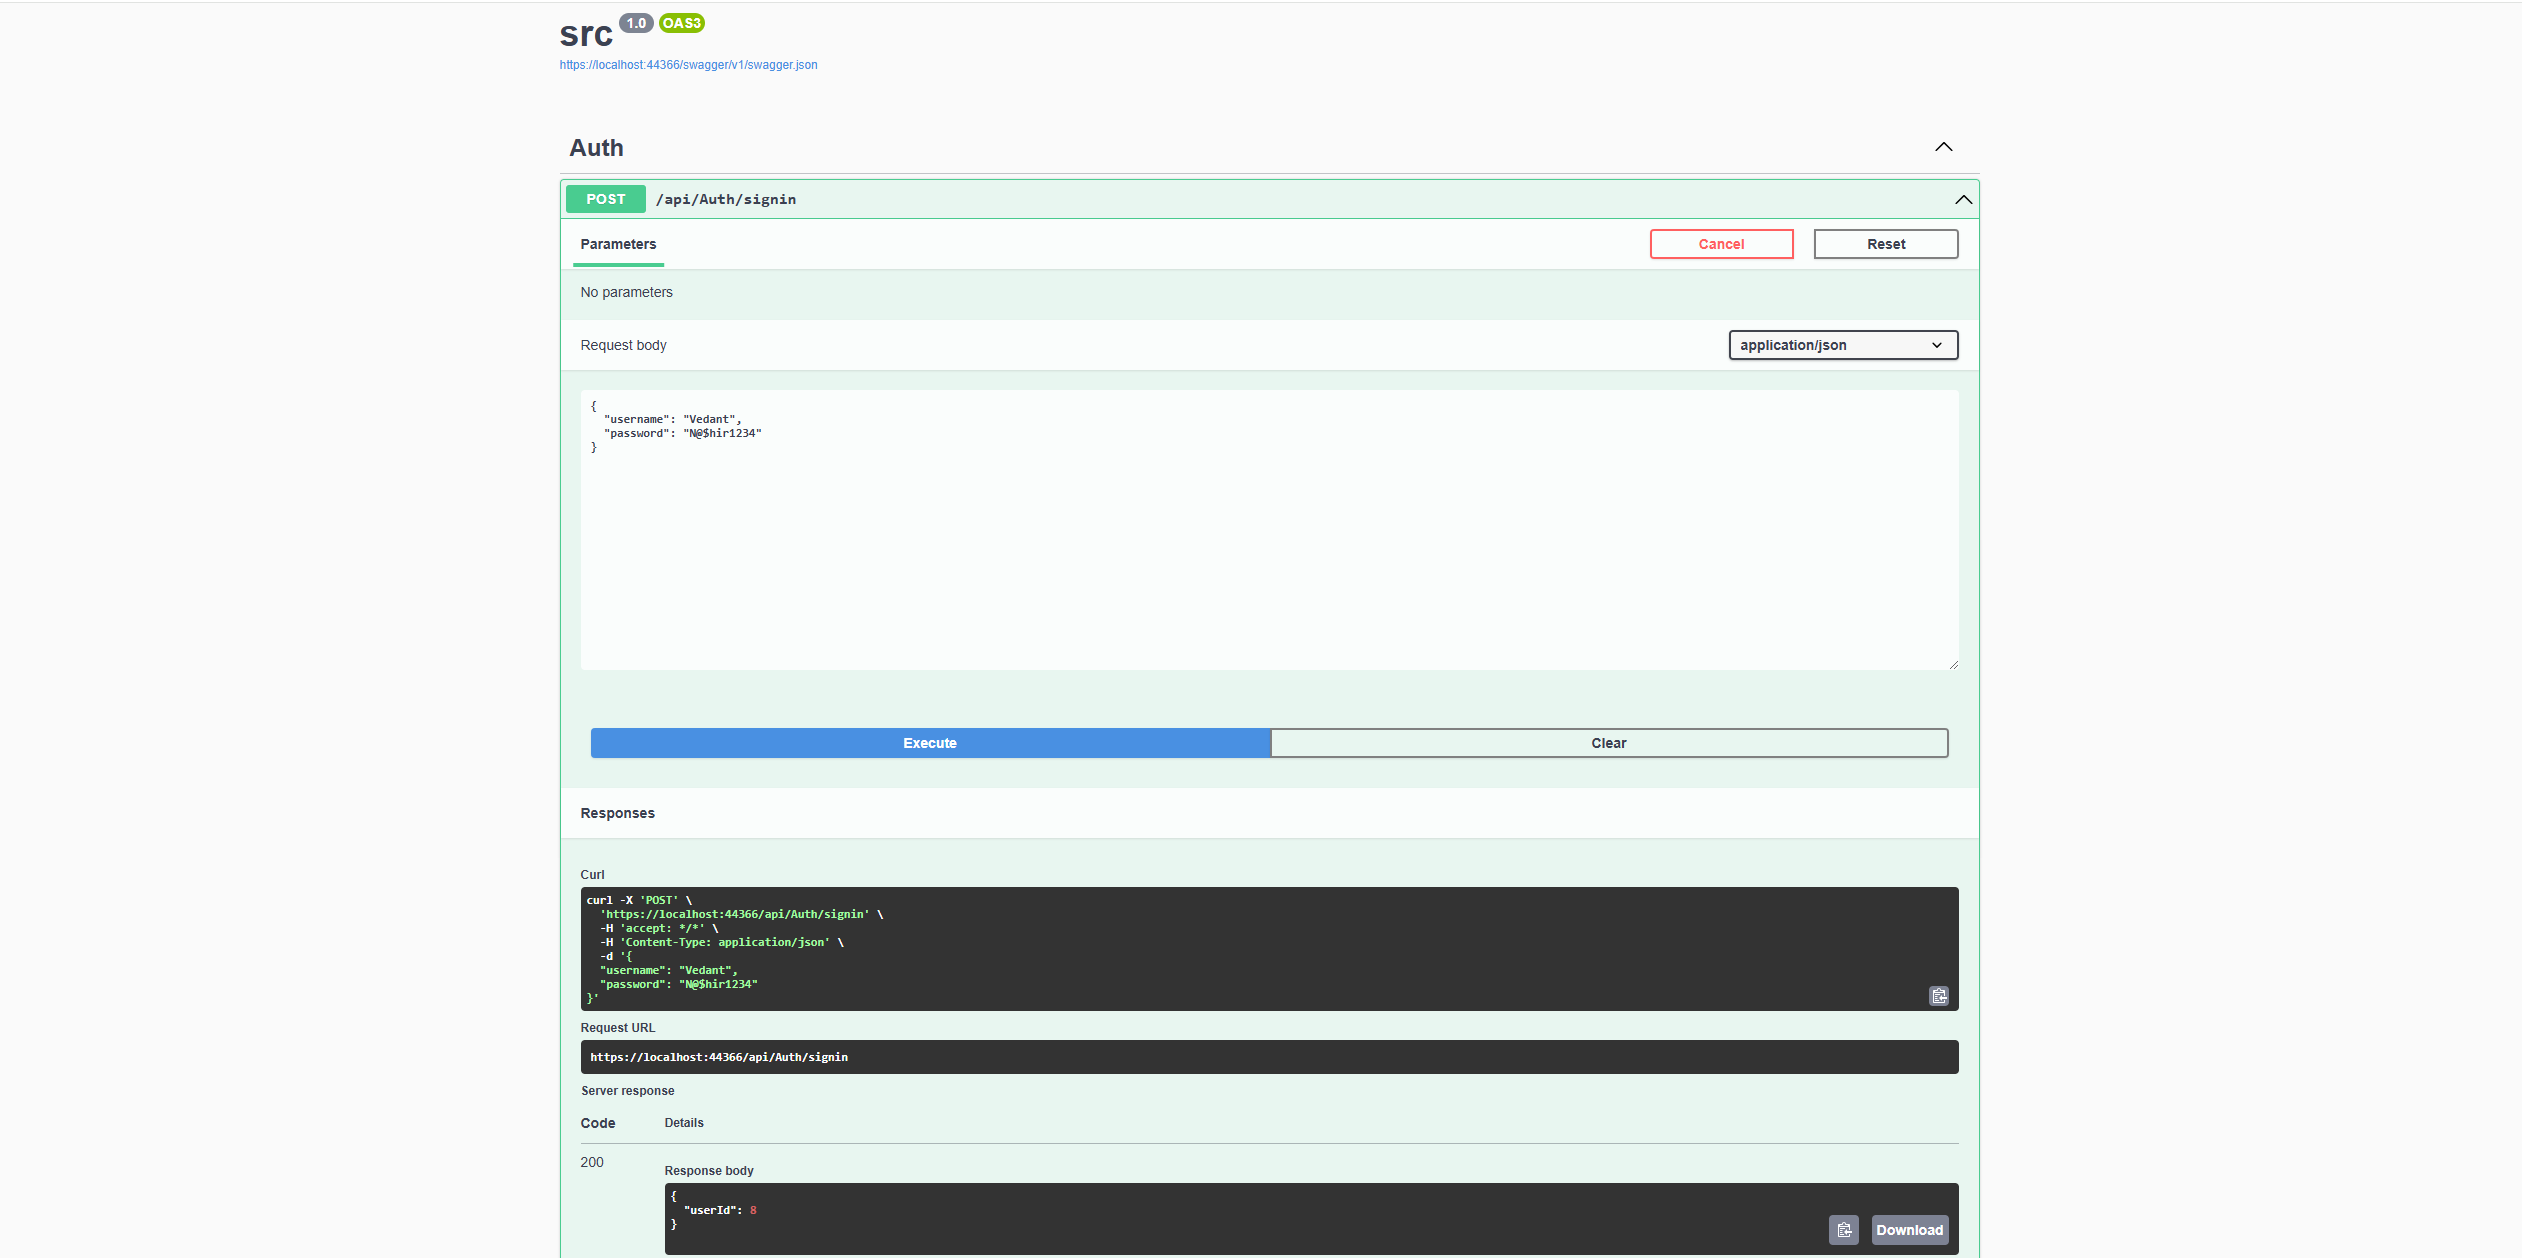 src 1.0 OAS3
https://localhost:44366/swagger/v1/swagger.json
Auth
POST /api/Auth/signin
Parameters
Cancel
Reset
No parameters
Request body
application/json
{
  "username": "Vedant",
  "password": "N@$hir1234"
}
Execute
Clear
Responses
Curl
curl -X 'POST' \
  'https://localhost:44366/api/Auth/signin' \
  -H 'accept: */*' \
  -H 'Content-Type: application/json' \
  -d '{
  "username": "Vedant",
  "password": "N@$hir1234"
}'
Request URL
https://localhost:44366/api/Auth/signin
Server response
Code Details
200
Response body
{
  "userId": 8
}
Download